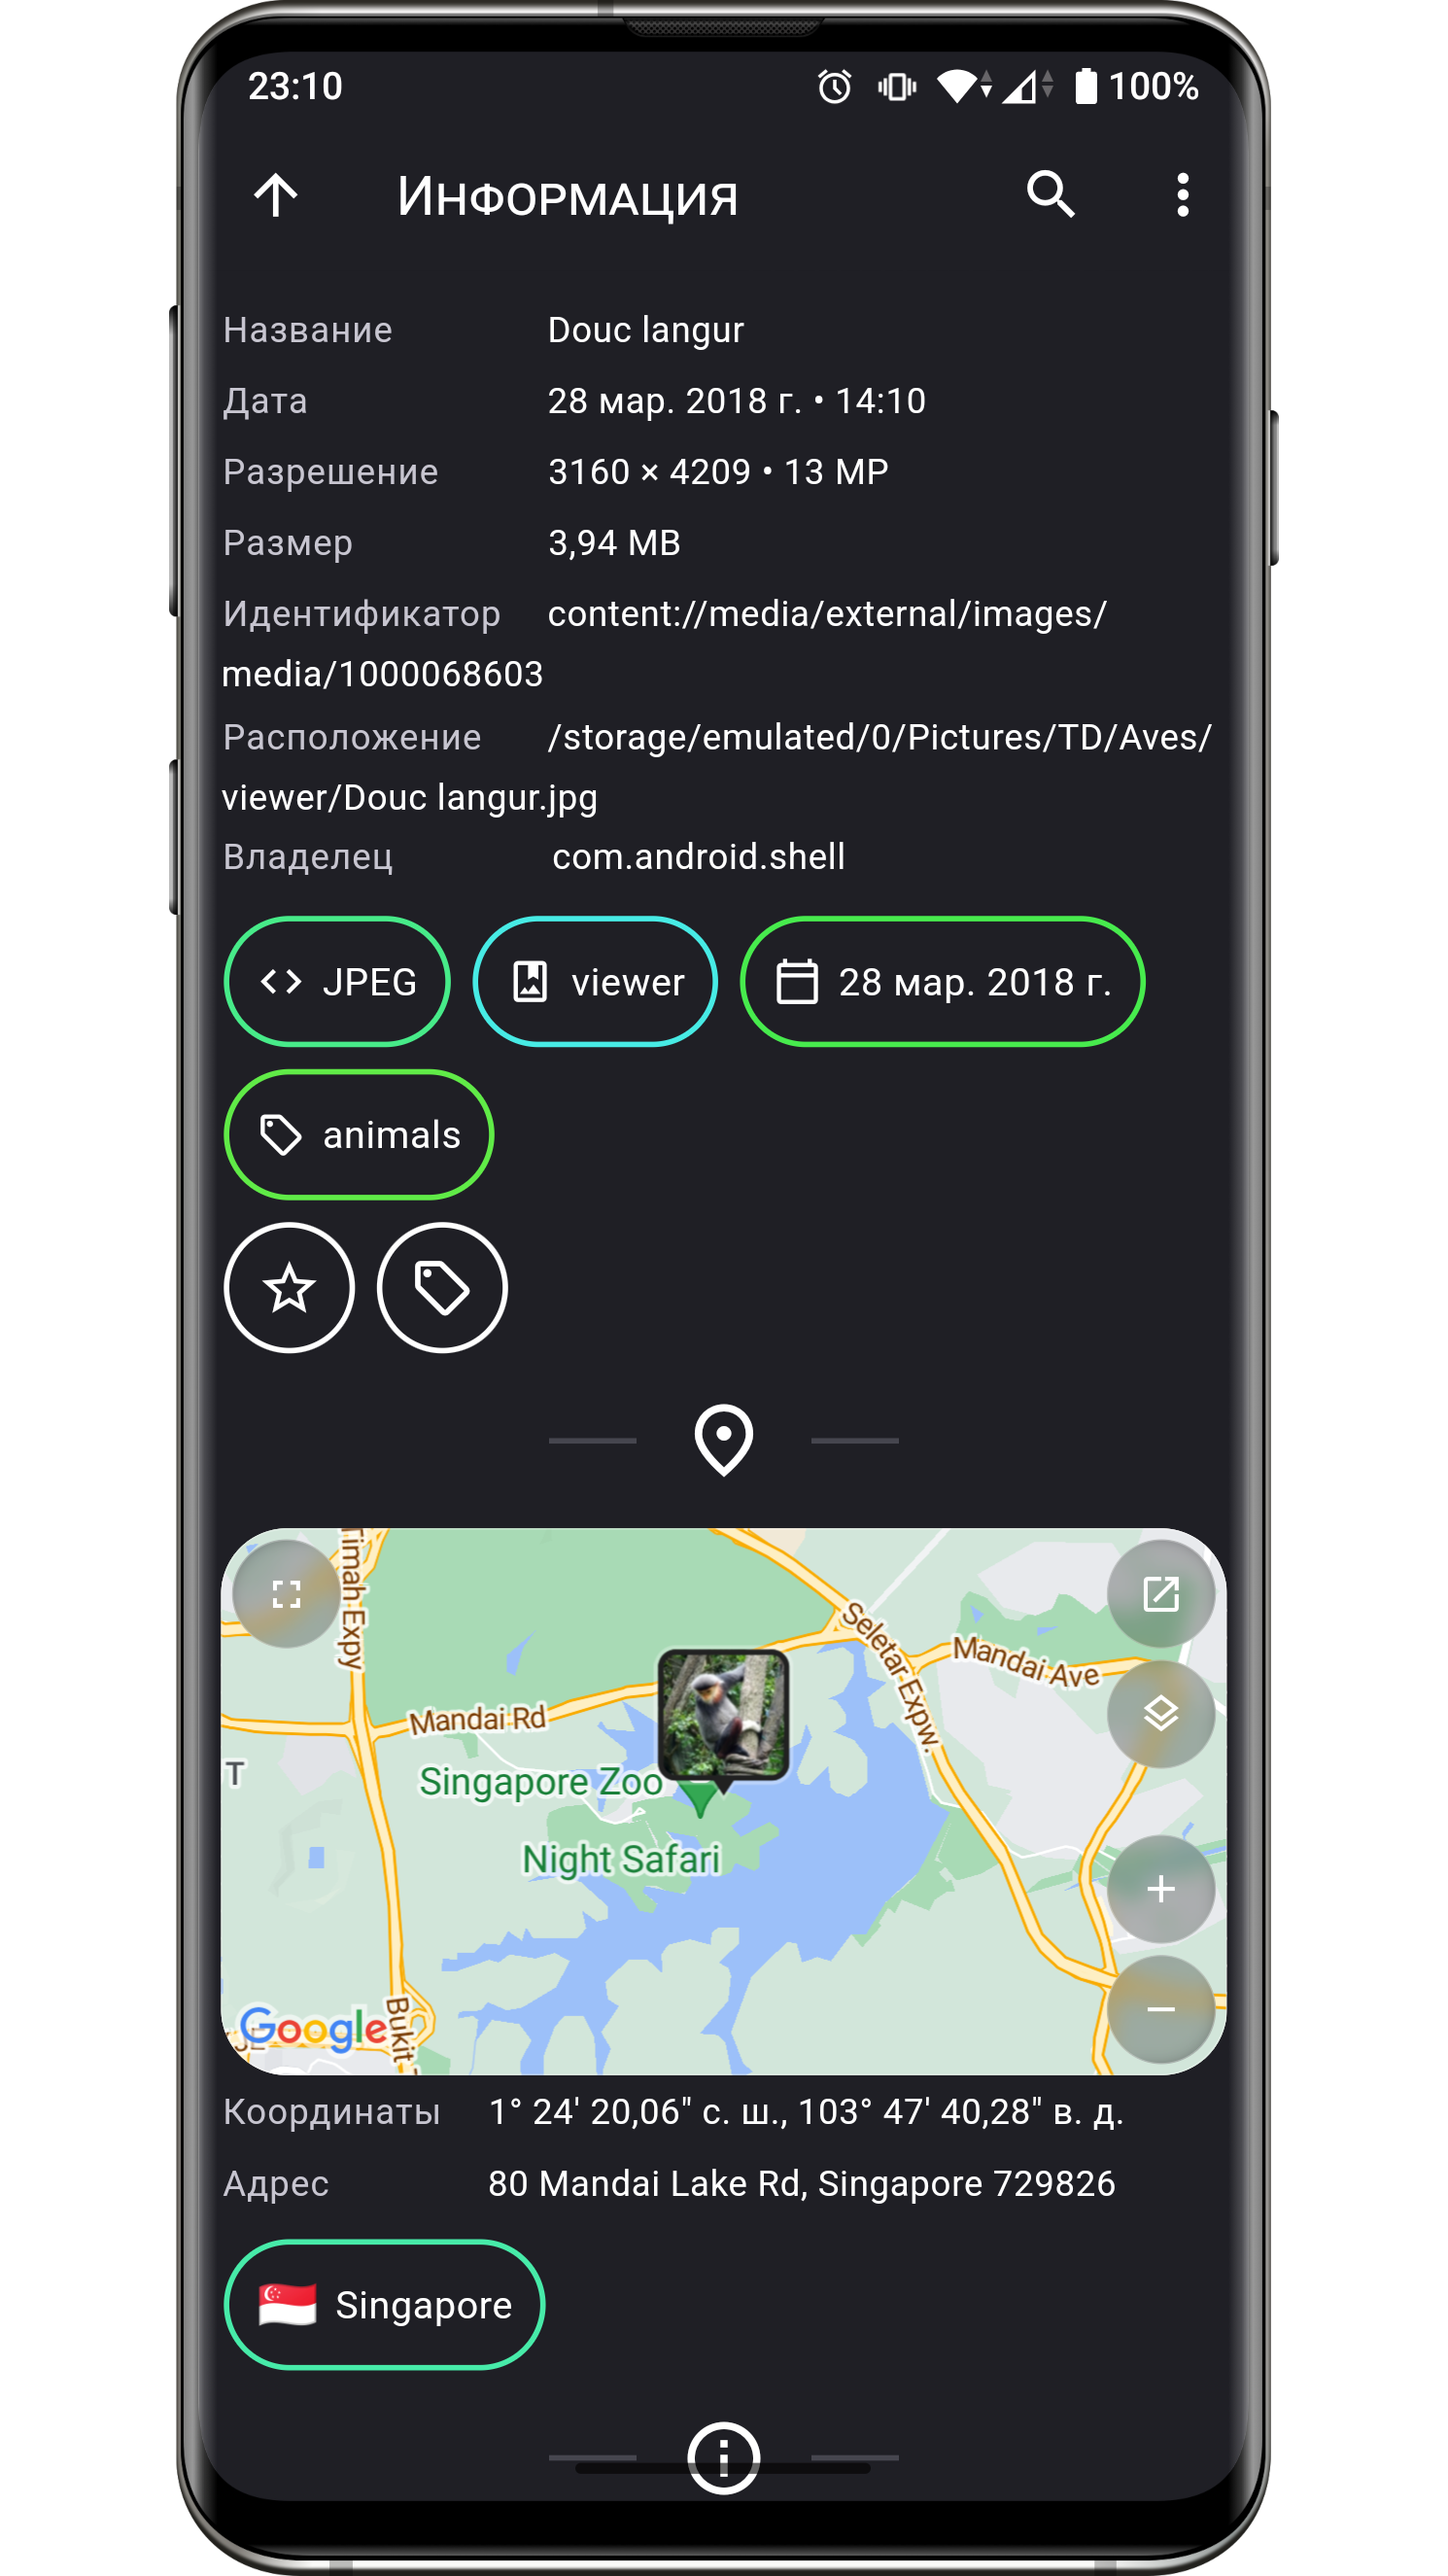 23:10 100%
Информация
Название Douc langur
Дата 28 мар. 2018 г. • 14:10
Разрешение 3160 × 4209 • 13 MP
Размер 3,94 MB
Идентификатор content://media/external/images/
media/1000068603
Расположение /storage/emulated/0/Pictures/TD/Aves/
viewer/Douc langur.jpg
Владелец com.android.shell
JPEG viewer 28 мар. 2018 г.
animals
Timah Expy
Seletar Expw.
Mandai Ave
Mandai Rd
T
Singapore Zoo
Night Safari
Google
Bukit
Координаты 1° 24' 20,06" с. ш., 103° 47' 40,28" в. д.
Адрес 80 Mandai Lake Rd, Singapore 729826
Singapore